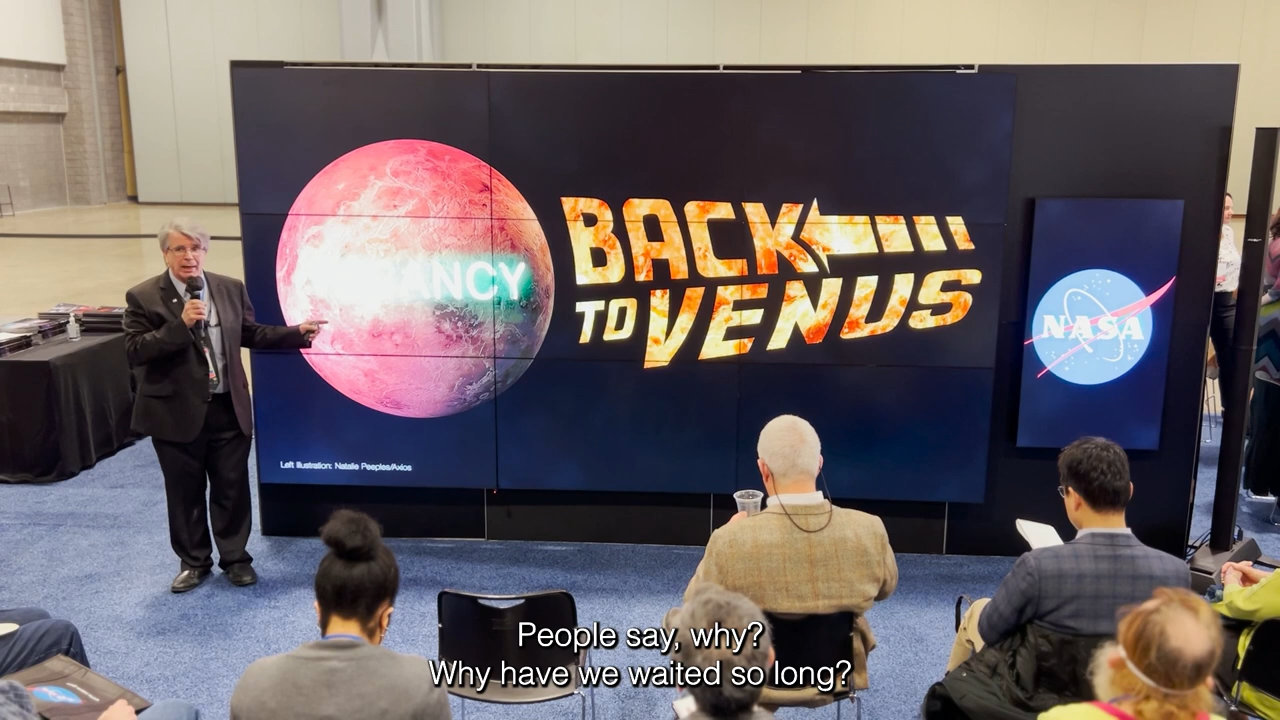 BACK
TO VENUS
NASA
Left Illustration: Natalie Peeples/Axios
People say, why?
Why have we waited so long?